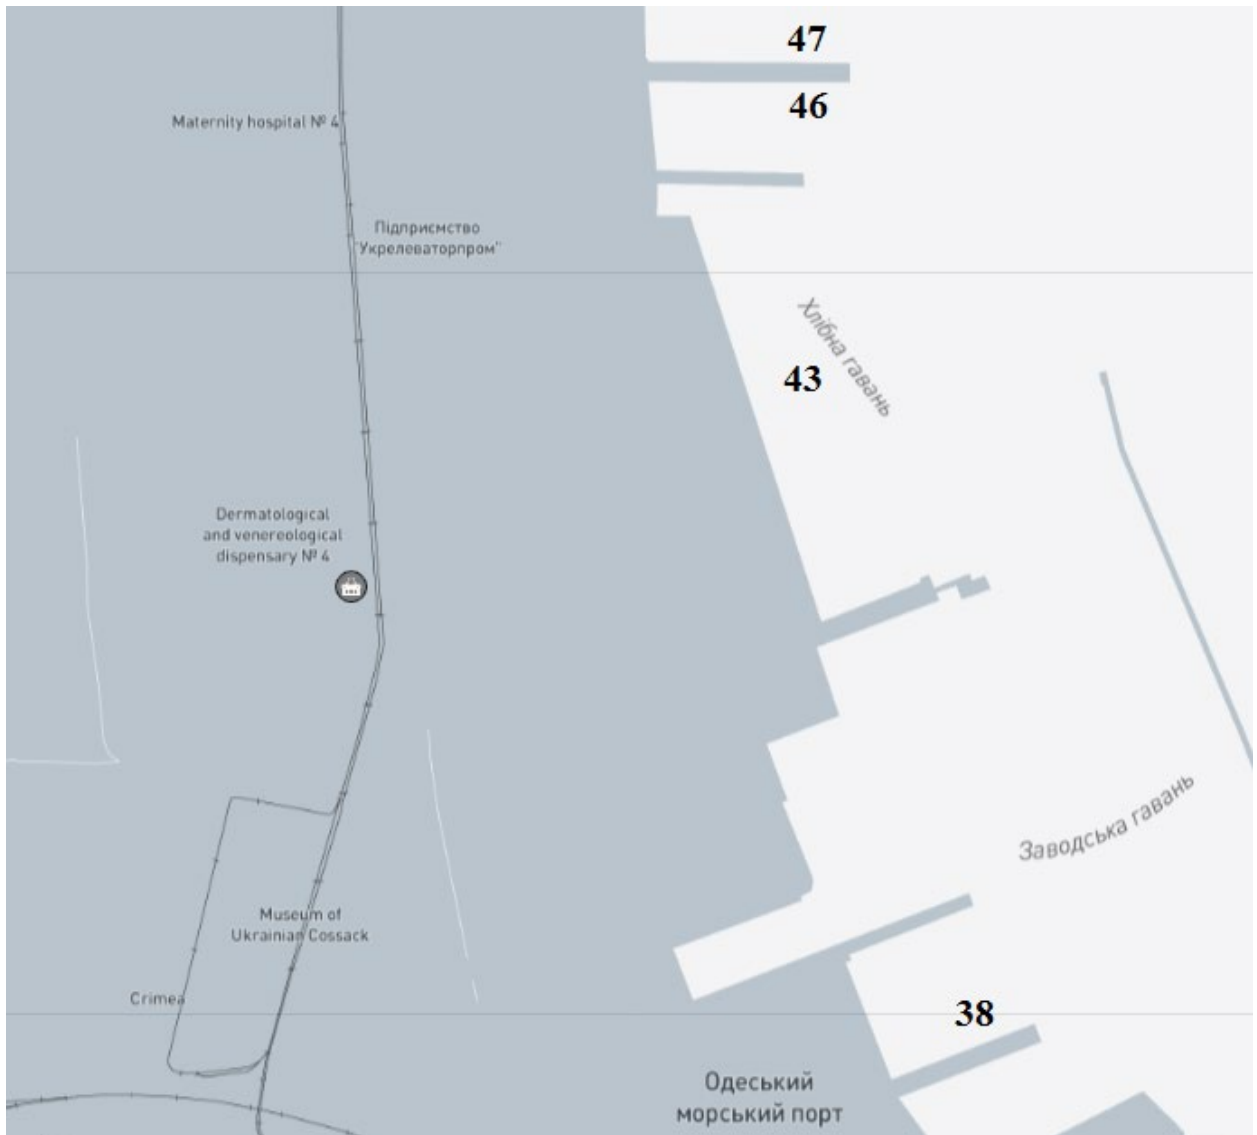 47
46
Maternity hospital № 4
Підприємство
"Укрелеваторпром"
Хлібна гавань
43
Dermatological
and venereological
dispensary № 4
Заводська гавань
Museum of
Ukrainian Cossack
Crimea
38
Одеський
морський порт